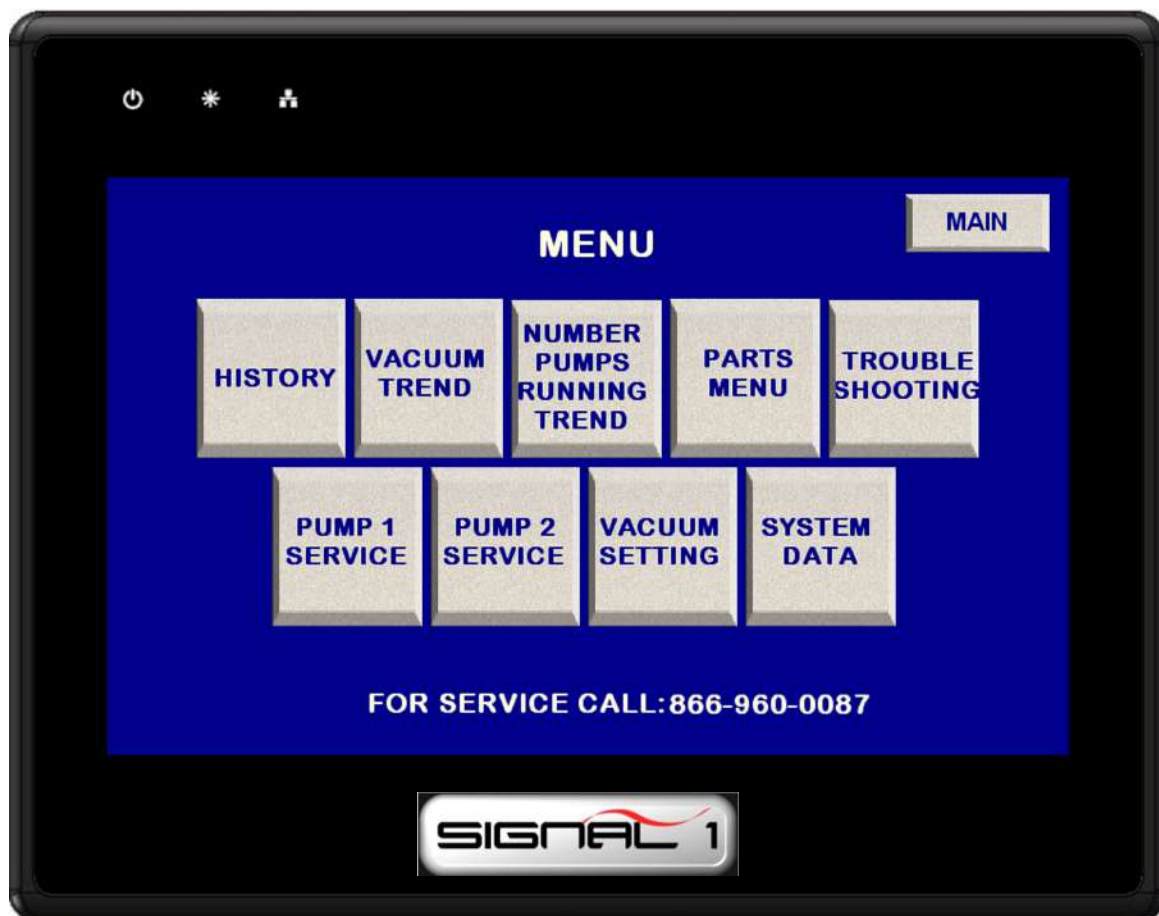 MENU
MAIN
HISTORY
VACUUM
TREND
NUMBER
PUMPS
RUNNING
TREND
PARTS
MENU
TROUBLE
SHOOTING
PUMP 1
SERVICE
PUMP 2
SERVICE
VACUUM
SETTING
SYSTEM
DATA
FOR SERVICE CALL:866-960-0087
SIGNAL 1